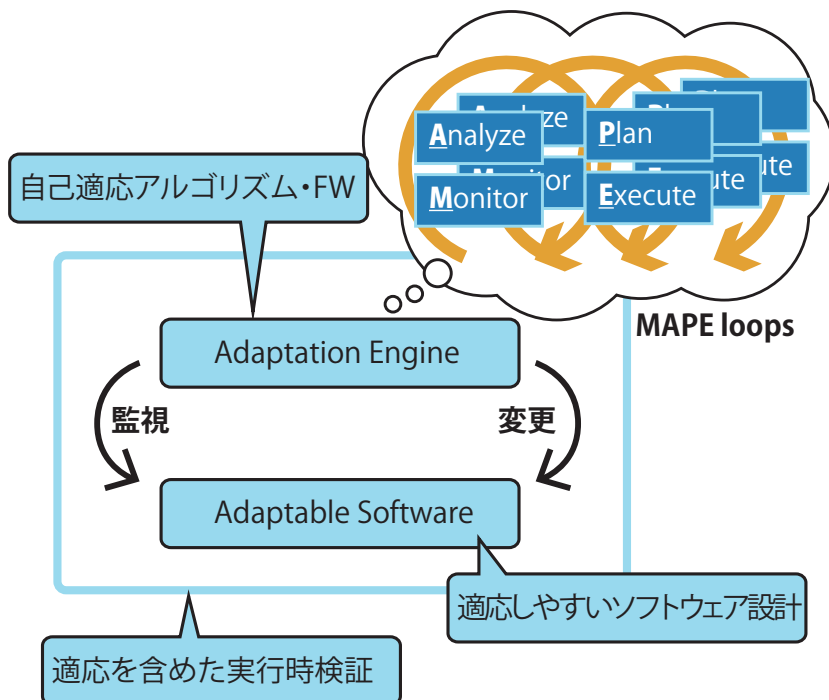 Analyze
Plan
Monitor
Execute
自己適応アルゴリズム・FW
MAPE loops
Adaptation Engine
監視
変更
Adaptable Software
適応しやすいソフトウェア設計
適応を含めた実行時検証